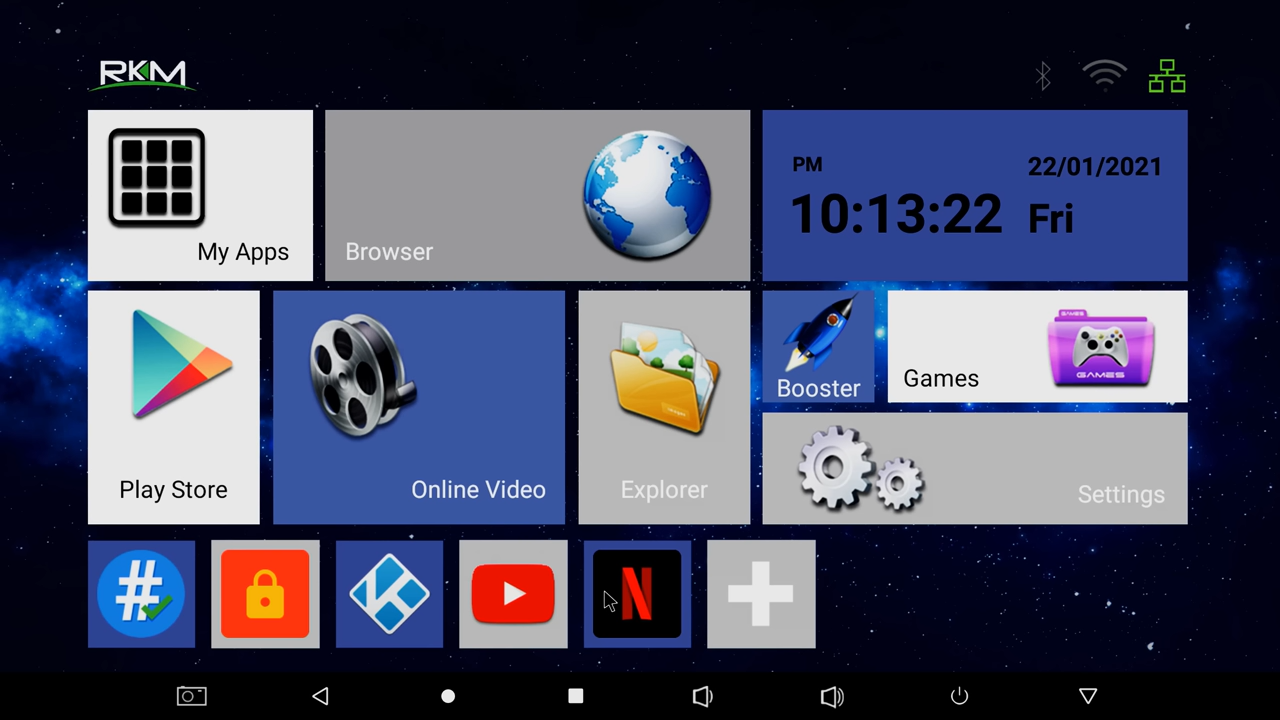 RKM
My Apps
Browser
PM
22/01/2021
10:13:22
Fri
Play Store
Online Video
Explorer
Booster
GAMES
Games
GAMES
Settings
#
N